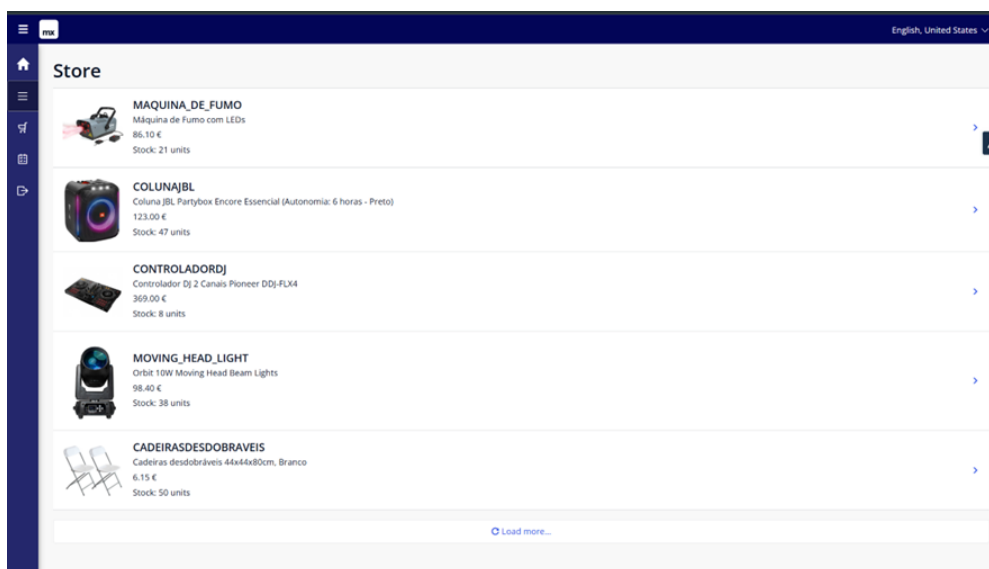 mx
English, United States
Store
MAQUINA_DE_FUMO
Máquina de Fumo com LEDs
86.10 €
Stock: 21 units
COLUNAJBL
Coluna JBL Partybox Encore Essencial (Autonomia: 6 horas - Preto)
123.00 €
Stock: 47 units
CONTROLADORDJ
Controlador DJ 2 Canais Pioneer DDJ-FLX4
369.00 €
Stock: 8 units
MOVING_HEAD_LIGHT
Orbit 10W Moving Head Beam Lights
98.40 €
Stock: 38 units
CADEIRASDESDOBRAVEIS
Cadeiras desdobráveis 44x44x80cm, Branco
6.15 €
Stock: 50 units
Load more...